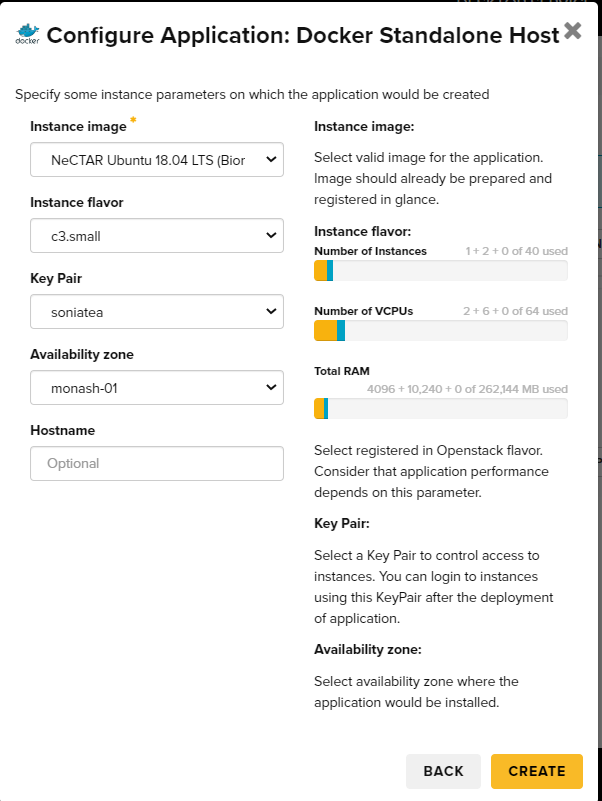 docker
Configure Application: Docker Standalone Host
Specify some instance parameters on which the application would be created
Instance image *
NeCTAR Ubuntu 18.04 LTS (Bior
Instance flavor
c3.small
Key Pair
soniatea
Availability zone
monash-01
Hostname
Optional
Instance image:
Select valid image for the application.
Image should already be prepared and
registered in glance.
Instance flavor:
Number of Instances 1 + 2 + 0 of 40 used
Number of VCPUs 2 + 6 + 0 of 64 used
Total RAM
4096 + 10,240 + 0 of 262,144 MB used
Select registered in Openstack flavor.
Consider that application performance
depends on this parameter.
Key Pair:
Select a Key Pair to control access to
instances. You can login to instances
using this KeyPair after the deployment
of application.
Availability zone:
Select availability zone where the
application would be installed.
BACK
CREATE